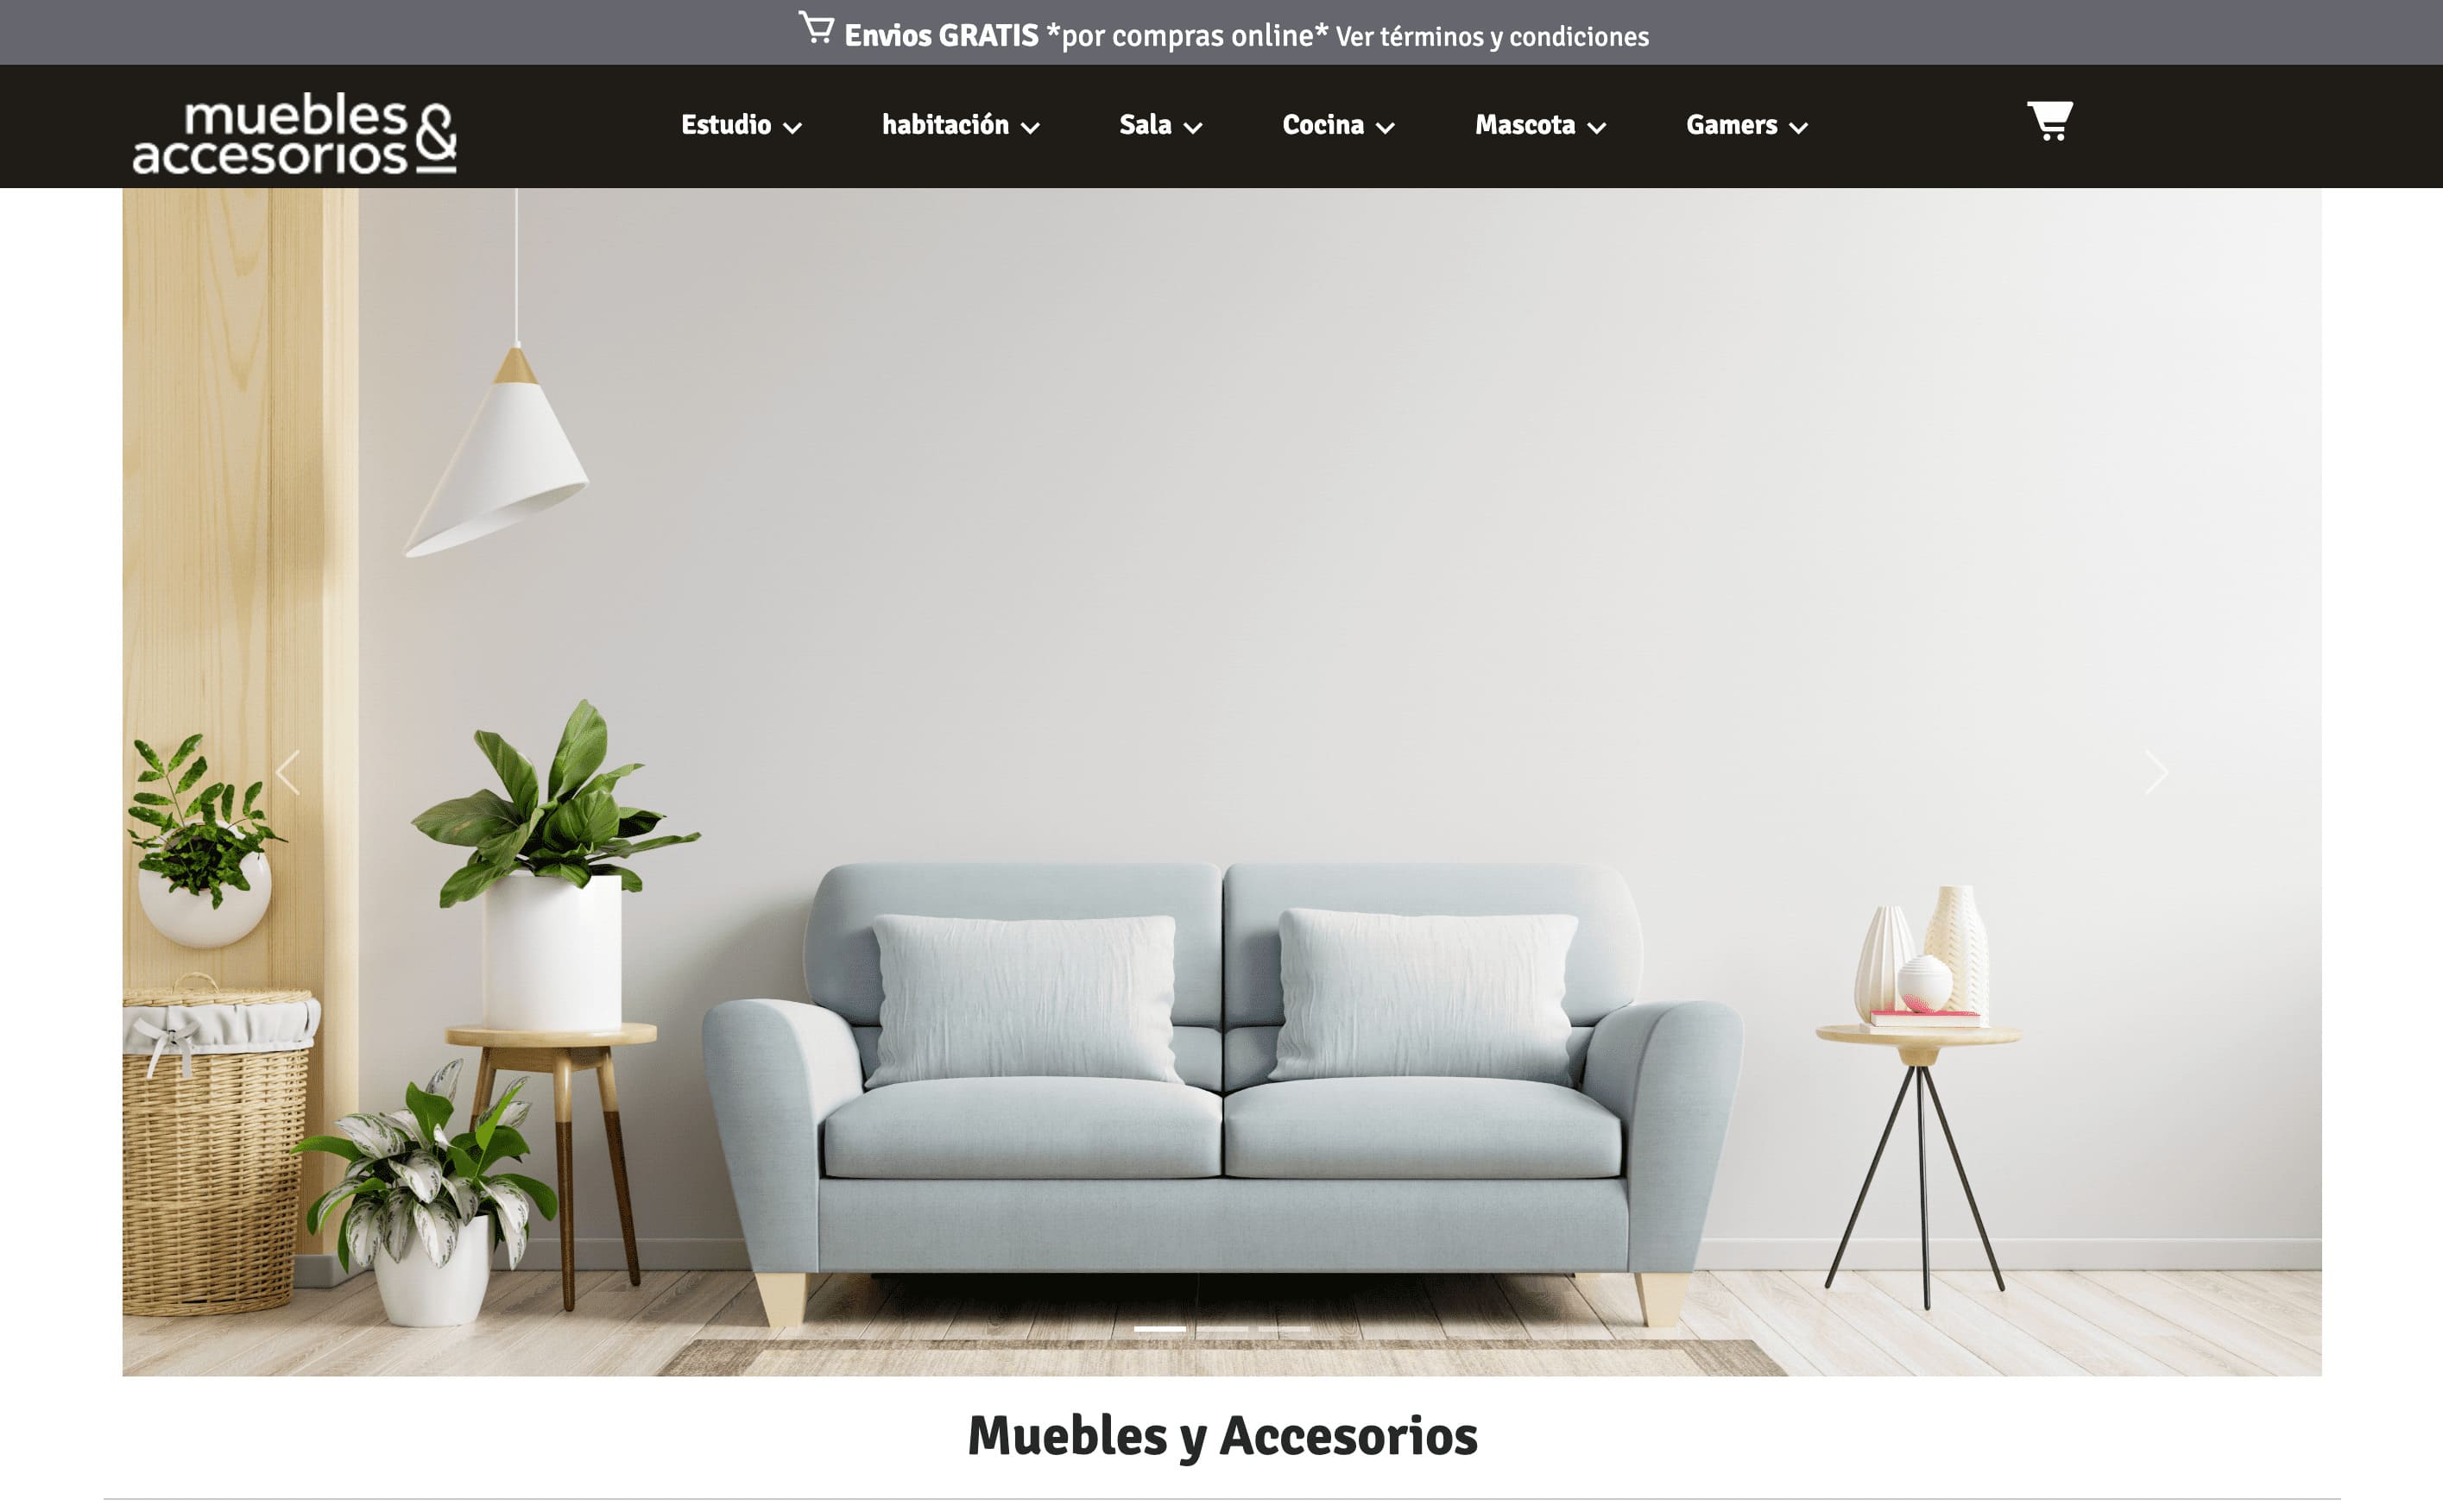 Envios GRATIS *por compras online* Ver términos y condiciones
muebles &
accesorios
Estudio habitación Sala Cocina Mascota Gamers
Muebles y Accesorios